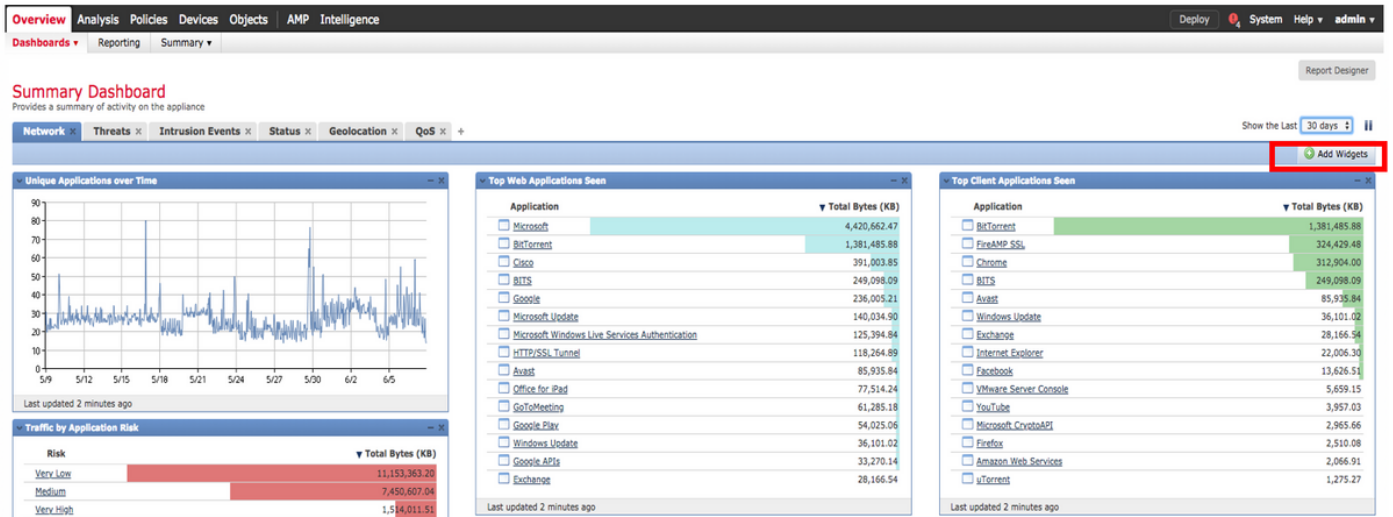 Overview Analysis Policies Devices Objects AMP Intelligence Deploy 4 System Help ▾ admin ▾
Dashboards ▾ Reporting Summary ▾
Report Designer
Summary Dashboard
Provides a summary of activity on the appliance
Network × Threats × Intrusion Events × Status × Geolocation × QoS × +
Show the Last 30 days
Add Widgets
Unique Applications over Time
90
80
70
60
50
40
30
20
10
0
5/9 5/12 5/15 5/18 5/21 5/24 5/27 5/30 6/2 6/5
Last updated 2 minutes ago
Traffic by Application Risk
Risk ▼ Total Bytes (KB)
Very Low 11,153,363.20
Medium 7,450,607.04
Very High 1,514,011.51
Top Web Applications Seen
Application ▼ Total Bytes (KB)
Microsoft 4,420,662.47
BitTorrent 1,381,485.88
Cisco 391,003.85
BITS 249,098.09
Google 236,005.21
Microsoft Update 140,034.90
Microsoft Windows Live Services Authentication 125,394.84
HTTP/SSL Tunnel 118,264.89
Avast 85,935.84
Office for iPad 77,514.24
GoToMeeting 61,285.18
Google Play 54,025.06
Windows Update 36,101.02
Google APIs 33,270.14
Exchange 28,166.54
Last updated 2 minutes ago
Top Client Applications Seen
Application ▼ Total Bytes (KB)
BitTorrent 1,381,485.88
FireAMP SSL 324,429.48
Chrome 312,904.00
BITS 249,098.09
Avast 85,935.84
Windows Update 36,101.02
Exchange 28,166.54
Internet Explorer 22,006.30
Facebook 13,626.51
VMware Server Console 5,659.15
YouTube 3,957.03
Microsoft CryptoAPI 2,965.66
Firefox 2,510.08
Amazon Web Services 2,066.91
uTorrent 1,275.27
Last updated 2 minutes ago